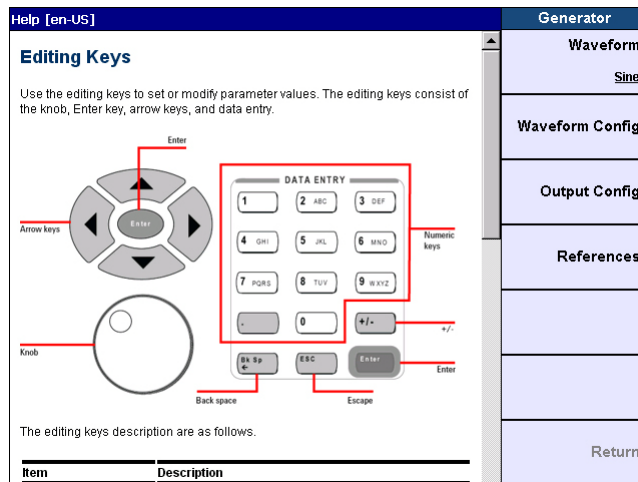 Help [en-US]
Editing Keys
Use the editing keys to set or modify parameter values. The editing keys consist of
the knob, Enter key, arrow keys, and data entry.
Enter
DATA ENTRY
1
2 ABC
3 DEF
Arrow keys
Enter
4 GHI
5 JKL
6 MNO
Numeric
keys
7 PQRS
8 TUV
9 WXYZ
.
0
+/-
+/-
Knob
Bk Sp
←
ESC
Enter
Enter
Back space
Escape
The editing keys description are as follows.
Item
Description
Generator
Waveform
Sine
Waveform Config
Output Config
References
Return